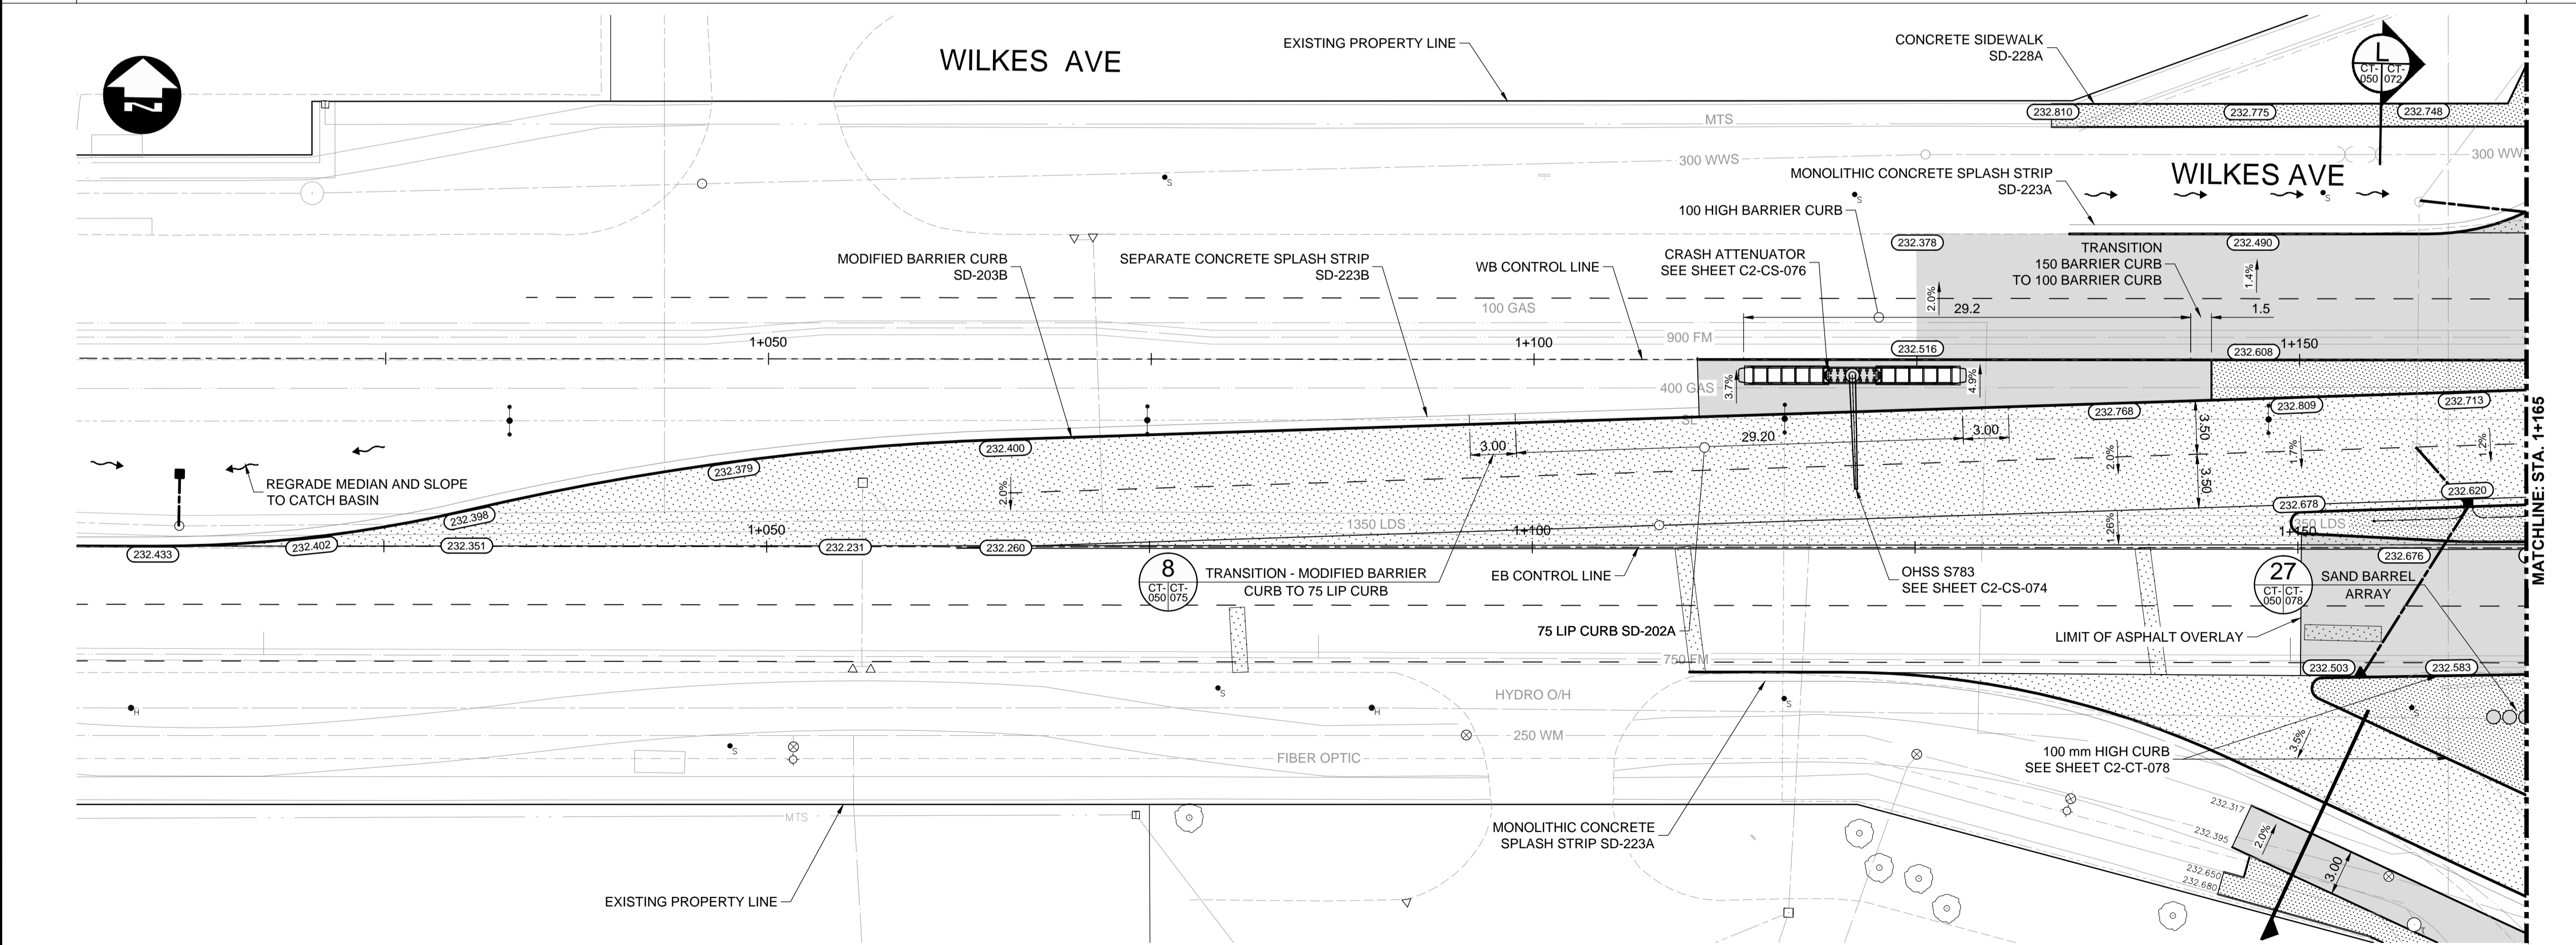 WILKES AVE
EXISTING PROPERTY LINE
CONCRETE SIDEWALK
SD-228A
L
CT-050
CT-072
N
232.810
232.775
232.748
MTS
300 WWS
300 WW
MONOLITHIC CONCRETE SPLASH STRIP
SD-223A
WILKES AVE
S
S
S
100 HIGH BARRIER CURB
232.378
232.490
MODIFIED BARRIER CURB
SD-203B
SEPARATE CONCRETE SPLASH STRIP
SD-223B
WB CONTROL LINE
CRASH ATTENUATOR
SEE SHEET C2-CS-076
TRANSITION
150 BARRIER CURB
TO 100 BARRIER CURB
1.4%
2.0%
100 GAS
29.2
1.5
900 FM
1+050
1+100
232.516
232.608
1+150
400 GAS
3.7%
4.9%
232.768
232.809
232.713
SL
29.20
3.00
3.00
3.50
3.50
232.400
232.379
2.0%
2.0%
1.7%
1.2%
REGRADE MEDIAN AND SLOPE
TO CATCH BASIN
232.398
232.678
232.620
1350 LDS
1+050
1+100
1+150
232.433
232.402
232.351
232.231
232.260
1.26%
232.676
MATCHLINE: STA. 1+165
8
CT-050
CT-075
TRANSITION - MODIFIED BARRIER
CURB TO 75 LIP CURB
EB CONTROL LINE
OHSS S783
SEE SHEET C2-CS-074
27
CT-050
CT-078
SAND BARREL
ARRAY
75 LIP CURB SD-202A
LIMIT OF ASPHALT OVERLAY
750 FM
232.503
232.583
HYDRO O/H
H
S
H
S
S
S
250 WM
FIBER OPTIC
100 mm HIGH CURB
SEE SHEET C2-CT-078
3.5%
MTS
T
MONOLITHIC CONCRETE
SPLASH STRIP SD-223A
232.317
232.395
2.0%
232.650
232.680
3.00
EXISTING PROPERTY LINE